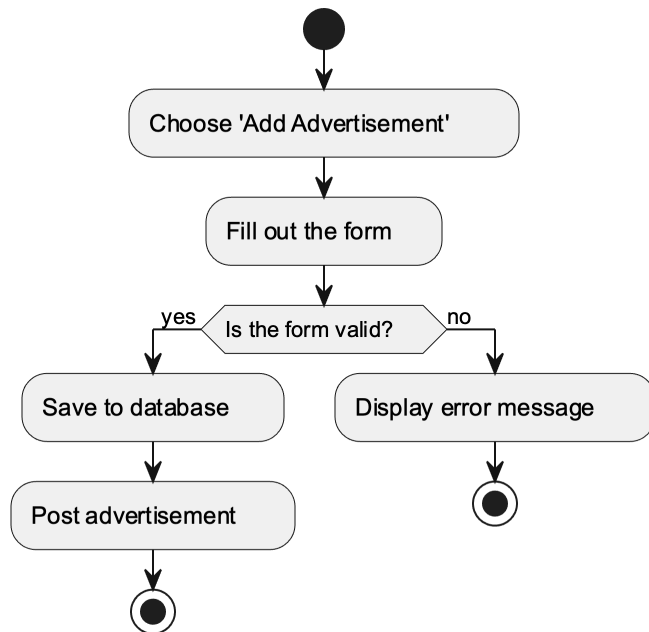 Choose 'Add Advertisement'
Fill out the form
yes
Is the form valid?
no
Save to database
Display error message
Post advertisement